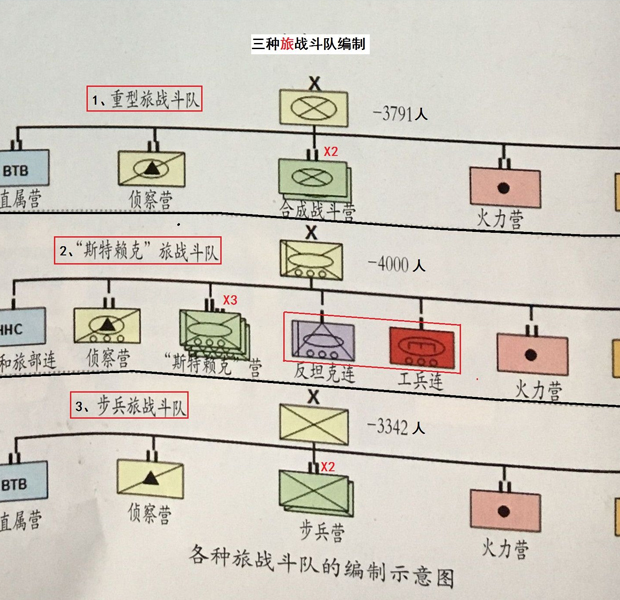 三种旅战斗队编制
X
1、重型旅战斗队
-3791人
X2
BTB
直属营
侦察营
合成战斗营
火力营
X
2、“斯特赖克”旅战斗队
-4000人
X3
HHC
和旅部连
侦察营
“斯特赖克”营
反坦克连
工兵连
火力营
X
3、步兵旅战斗队
-3342人
X2
BTB
直属营
侦察营
步兵营
火力营
各种旅战斗队的编制示意图